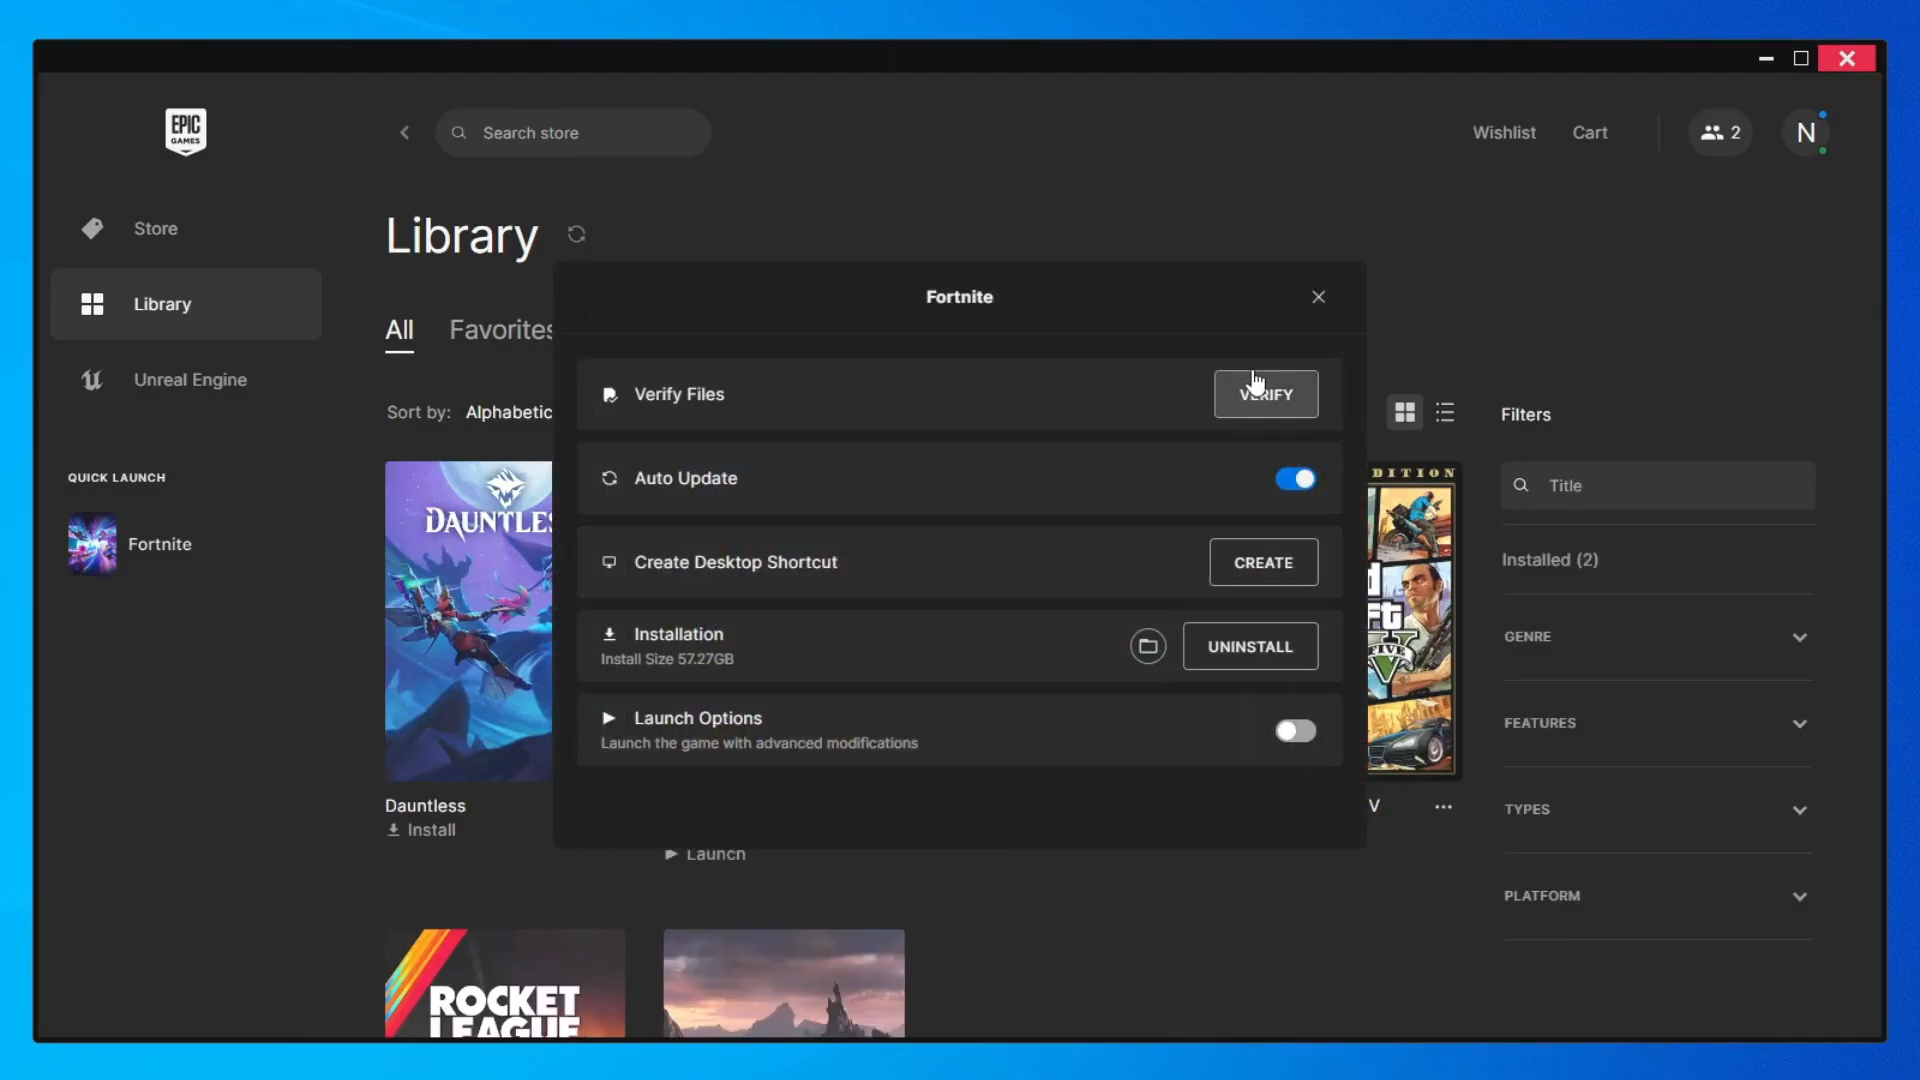 EPIC
GAMES
Search store
Wishlist
Cart
2
N
Store
Library
Unreal Engine
QUICK LAUNCH
Fortnite
Library
All
Favorites
Sort by: Alphabetic
Fortnite
Verify Files
VERIFY
Auto Update
Create Desktop Shortcut
CREATE
Installation
Install Size 57.27GB
UNINSTALL
Launch Options
Launch the game with advanced modifications
DAUNTLES
Dauntless
Install
Launch
DITION
V
V
...
ROCKET
LEAGUE
Filters
Title
Installed (2)
GENRE
FEATURES
TYPES
PLATFORM